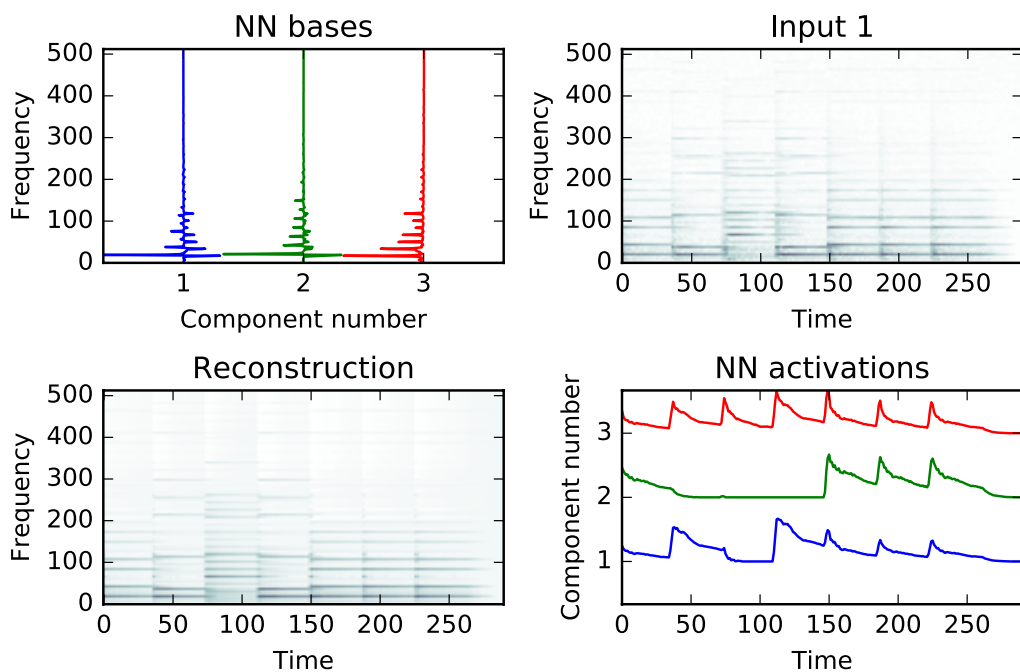 NN bases
Frequency
500
400
300
200
100
0
1 2 3
Component number
Input 1
Frequency
500
400
300
200
100
0
0 50 100 150 200 250
Time
Reconstruction
Frequency
500
400
300
200
100
0
0 50 100 150 200 250
Time
NN activations
Component number
3
2
1
0 50 100 150 200 250
Time